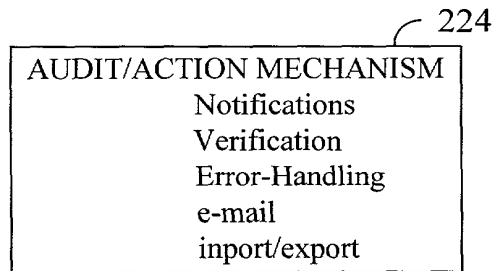 224
AUDIT/ACTION MECHANISM
Notifications
Verification
Error-Handling
e-mail
inport/export